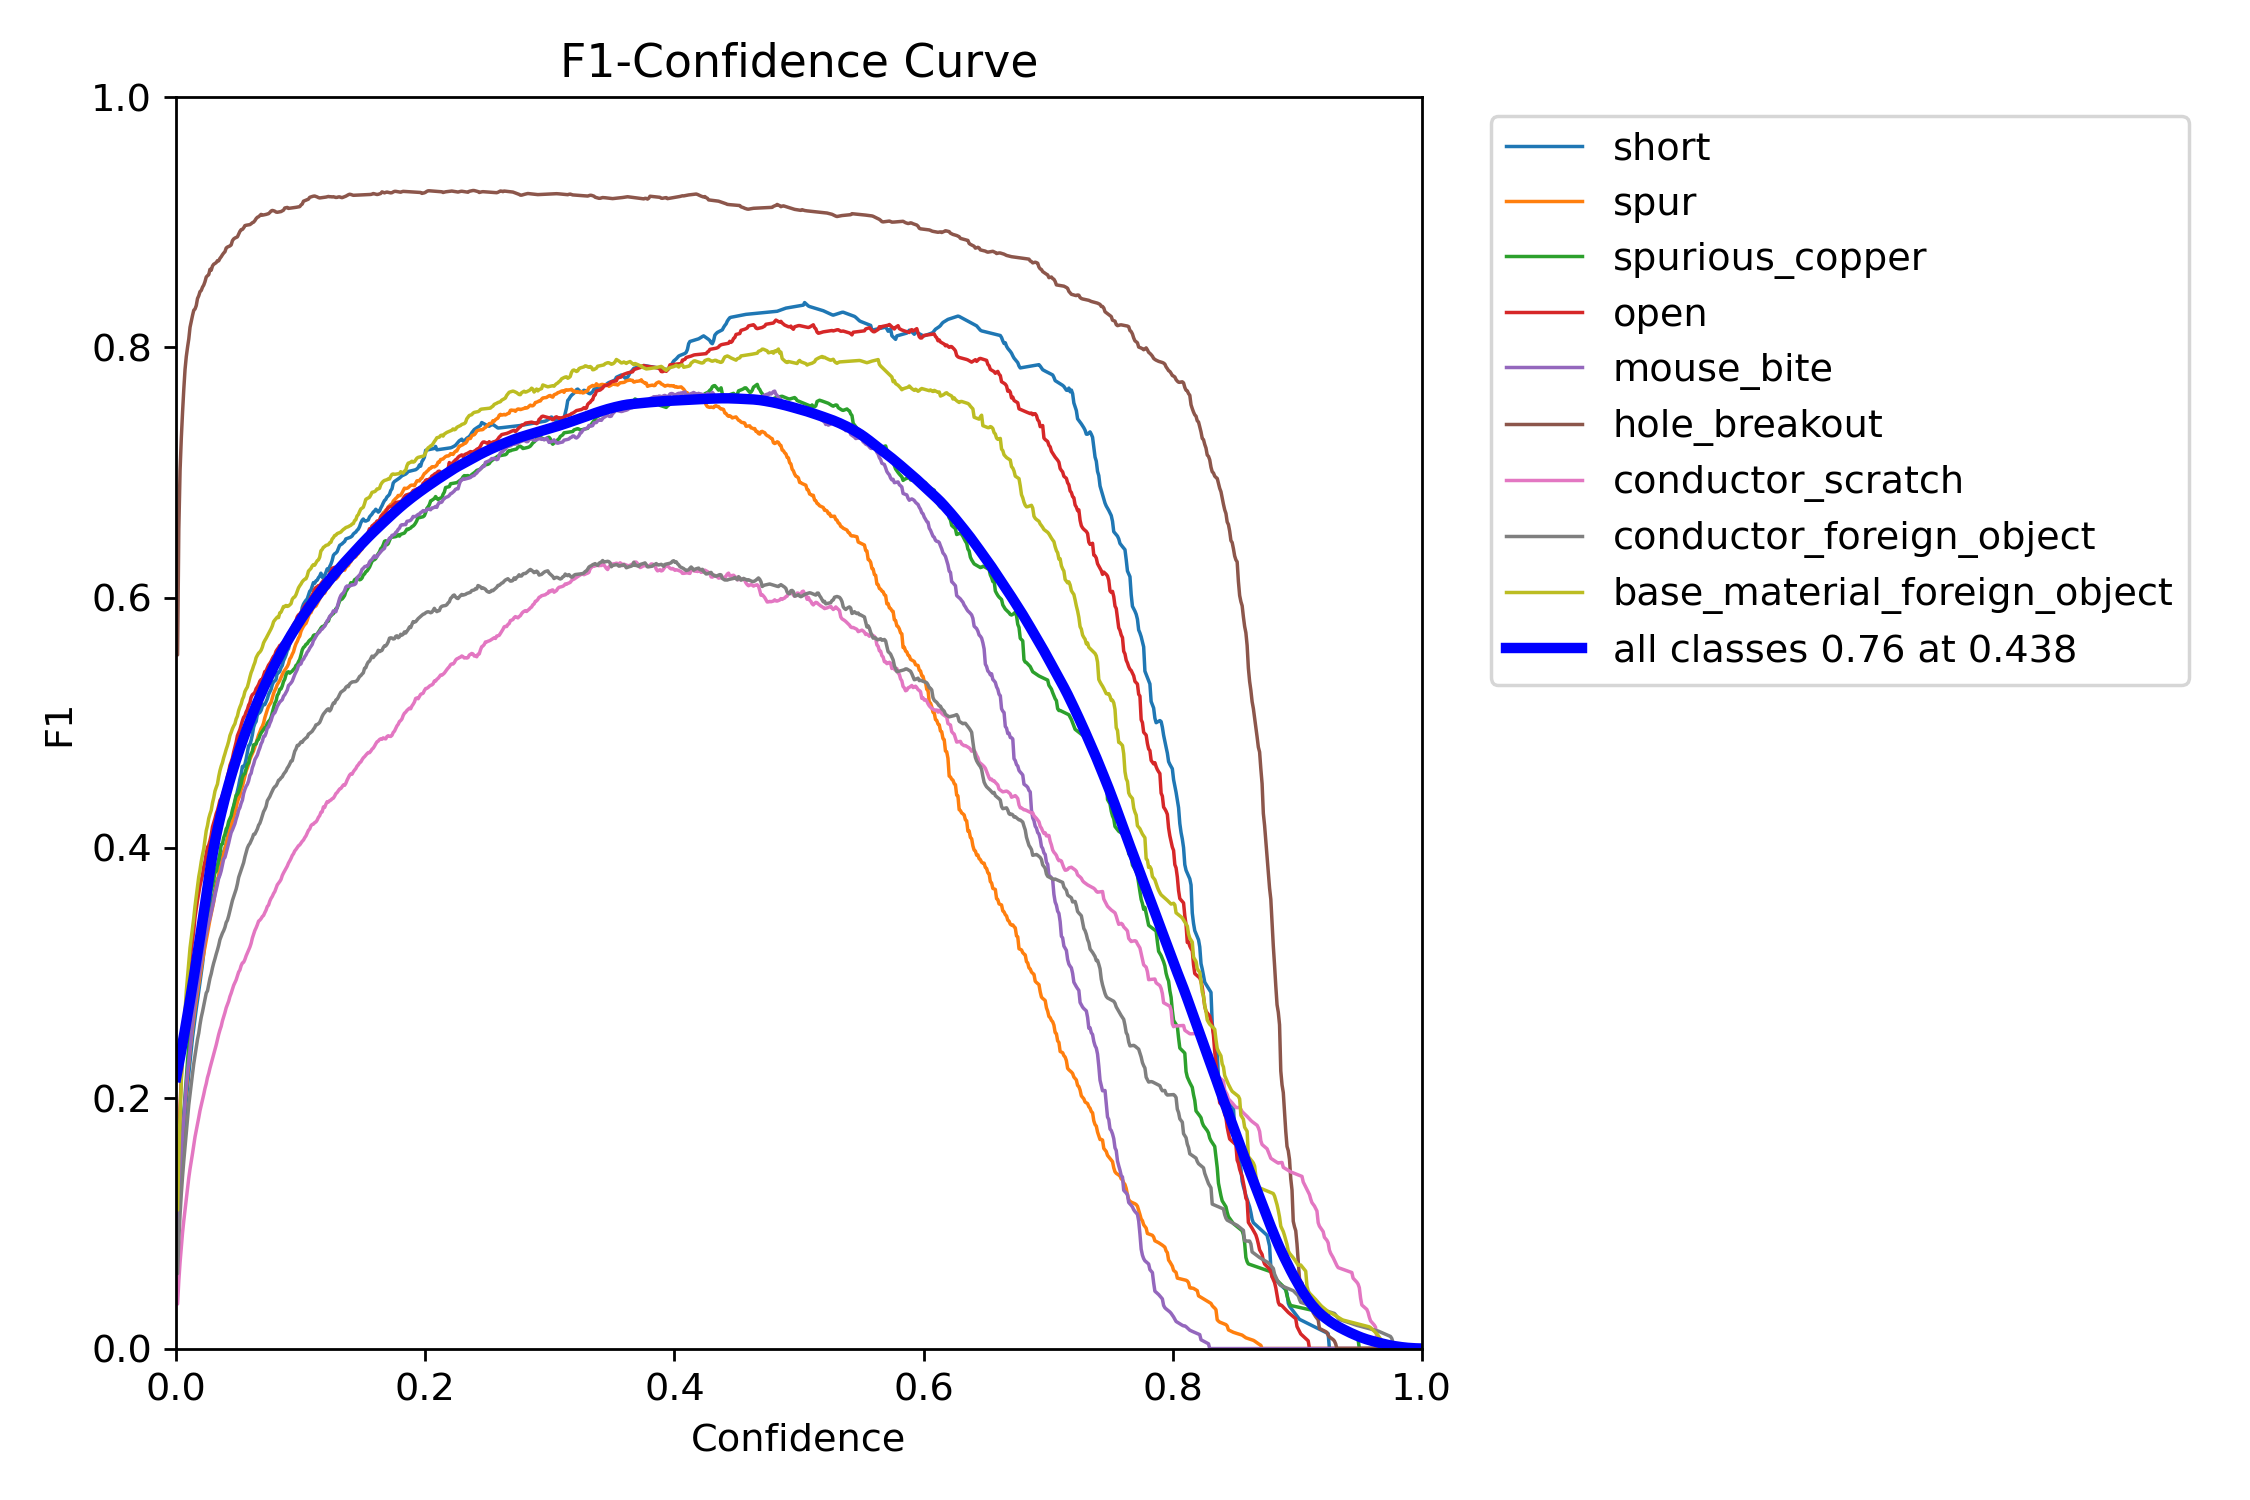 F1-Confidence Curve
1.0
0.8
0.6
0.4
0.2
0.0
F1
0.0 0.2 0.4 0.6 0.8 1.0
Confidence
short
spur
spurious_copper
open
mouse_bite
hole_breakout
conductor_scratch
conductor_foreign_object
base_material_foreign_object
all classes 0.76 at 0.438